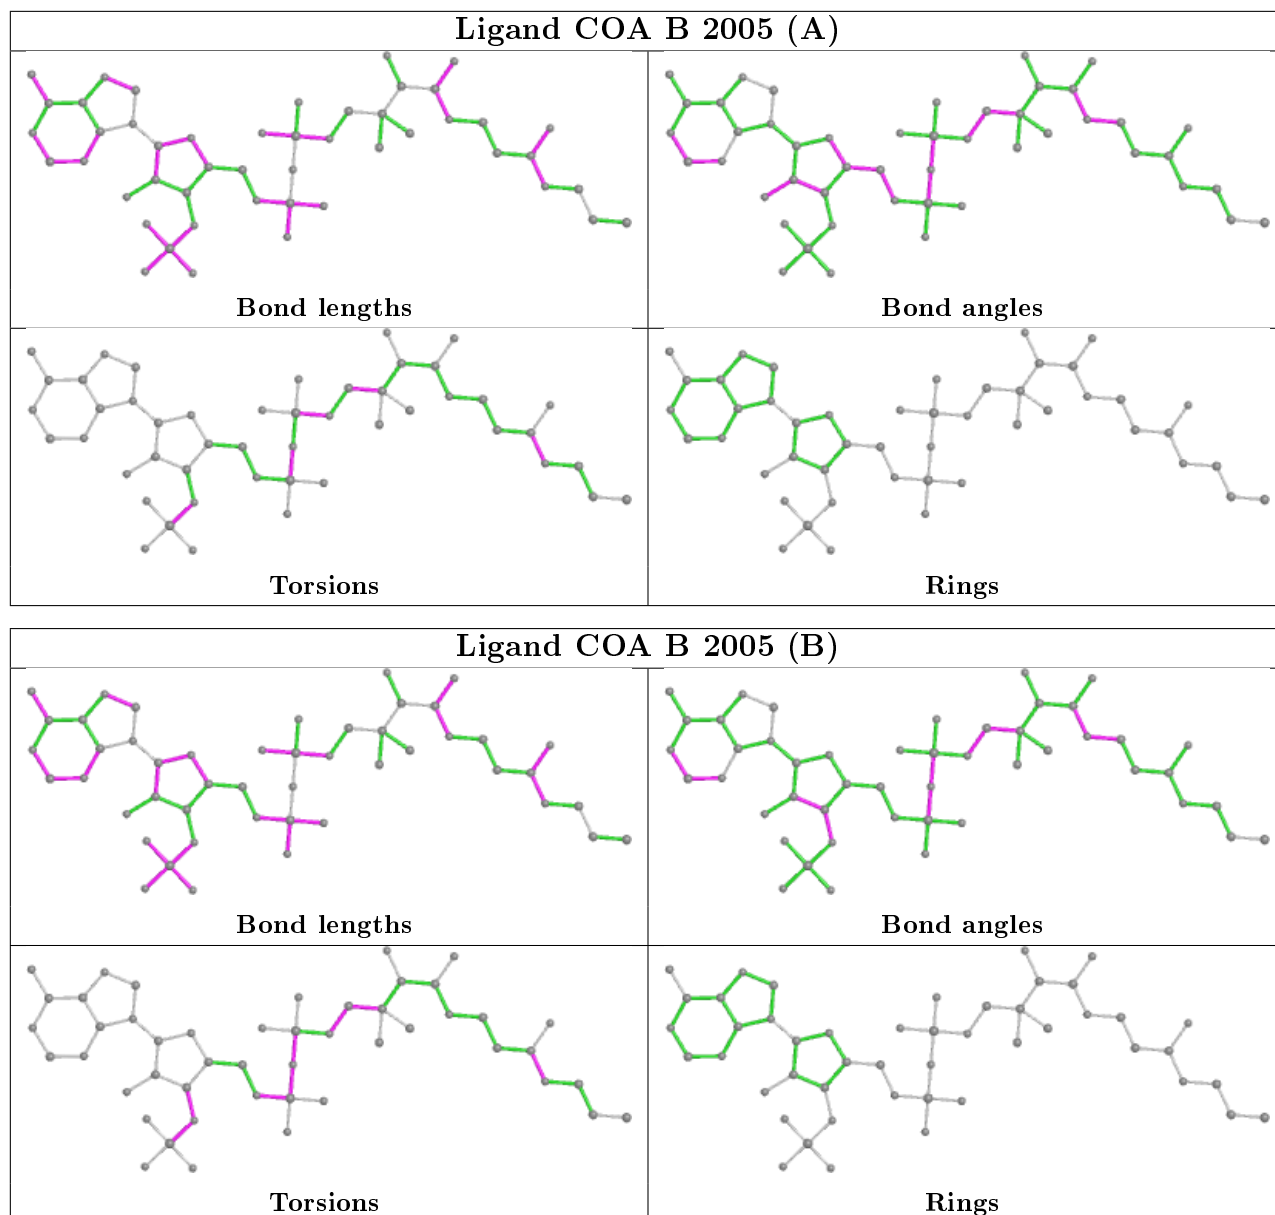 Ligand COA B 2005 (A)
Bond lengths
Bond angles
Torsions
Rings
Ligand COA B 2005 (B)
Bond lengths
Bond angles
Torsions
Rings